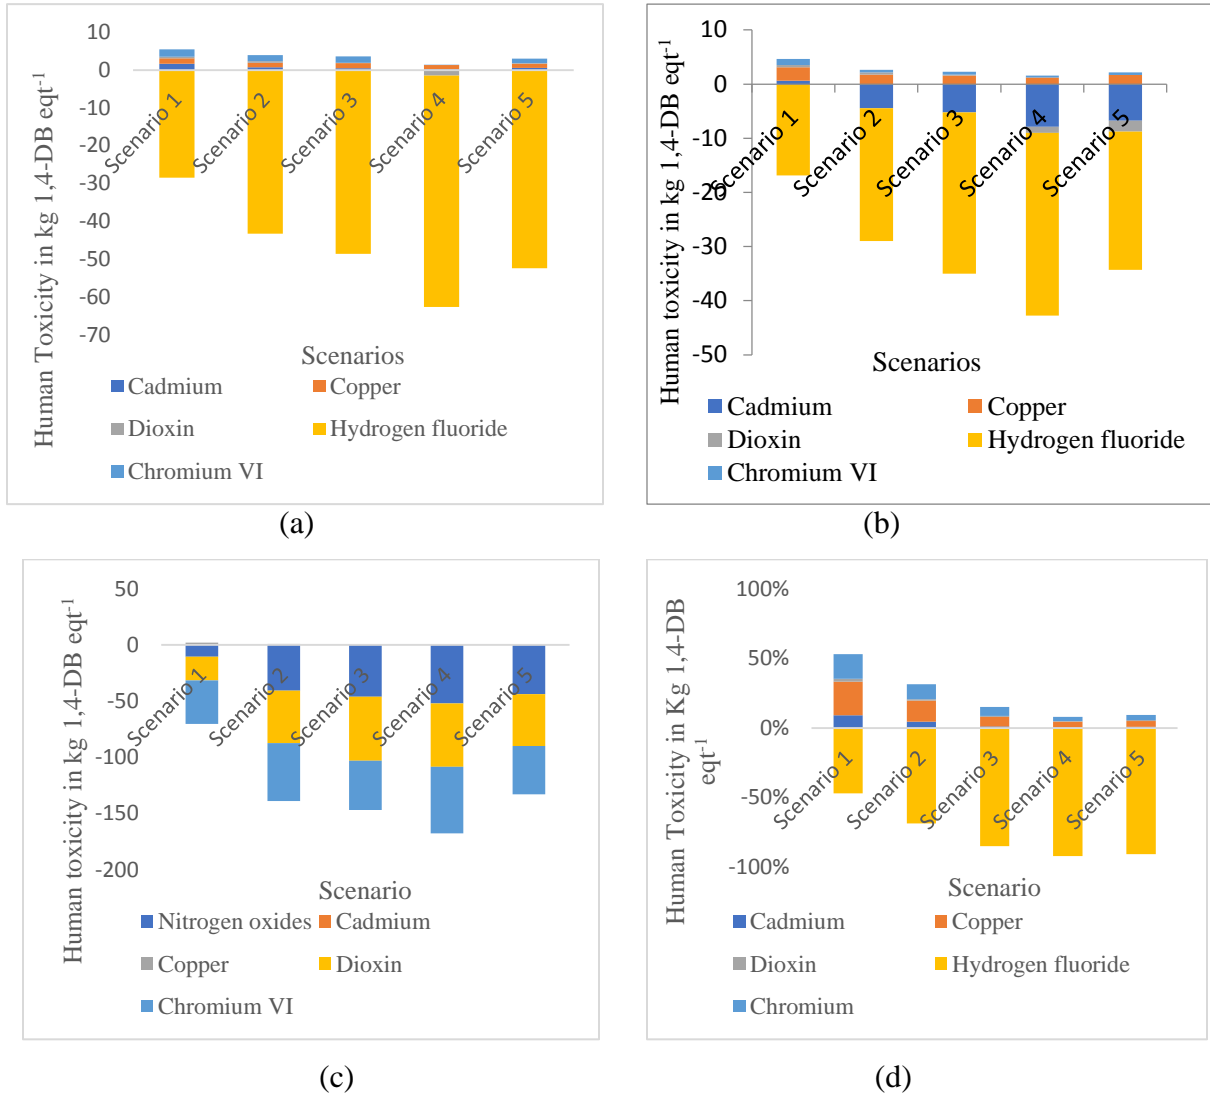 Human Toxicity in kg 1,4-DB eqt⁻¹
10
0
-10
-20
-30
-40
-50
-60
-70
Scenario 1
Scenario 2
Scenario 3
Scenario 4
Scenario 5
Scenarios
Cadmium
Copper
Dioxin
Hydrogen fluoride
Chromium VI
(a)
Human toxicity in kg 1,4-DB eqt⁻¹
10
0
-10
-20
-30
-40
-50
Scenario 1
Scenario 2
Scenario 3
Scenario 4
Scenario 5
Scenarios
Cadmium
Copper
Dioxin
Hydrogen fluoride
Chromium VI
(b)
Human toxicity in kg 1,4-DB eqt⁻¹
50
0
-50
-100
-150
-200
Scenario 1
Scenario 2
Scenario 3
Scenario 4
Scenario 5
Scenario
Nitrogen oxides
Cadmium
Copper
Dioxin
Chromium VI
(c)
Human Toxicity in Kg 1,4-DB
eqt⁻¹
100%
50%
0%
-50%
-100%
Scenario 1
Scenario 2
Scenario 3
Scenario 4
Scenario 5
Scenario
Cadmium
Copper
Dioxin
Hydrogen fluoride
Chromium
(d)